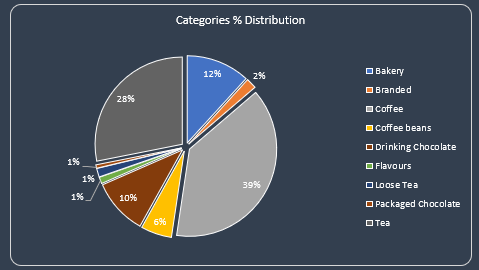 Categories % Distribution
12%
2%
39%
6%
10%
1%
1%
1%
28%
Bakery
Branded
Coffee
Coffee beans
Drinking Chocolate
Flavours
Loose Tea
Packaged Chocolate
Tea